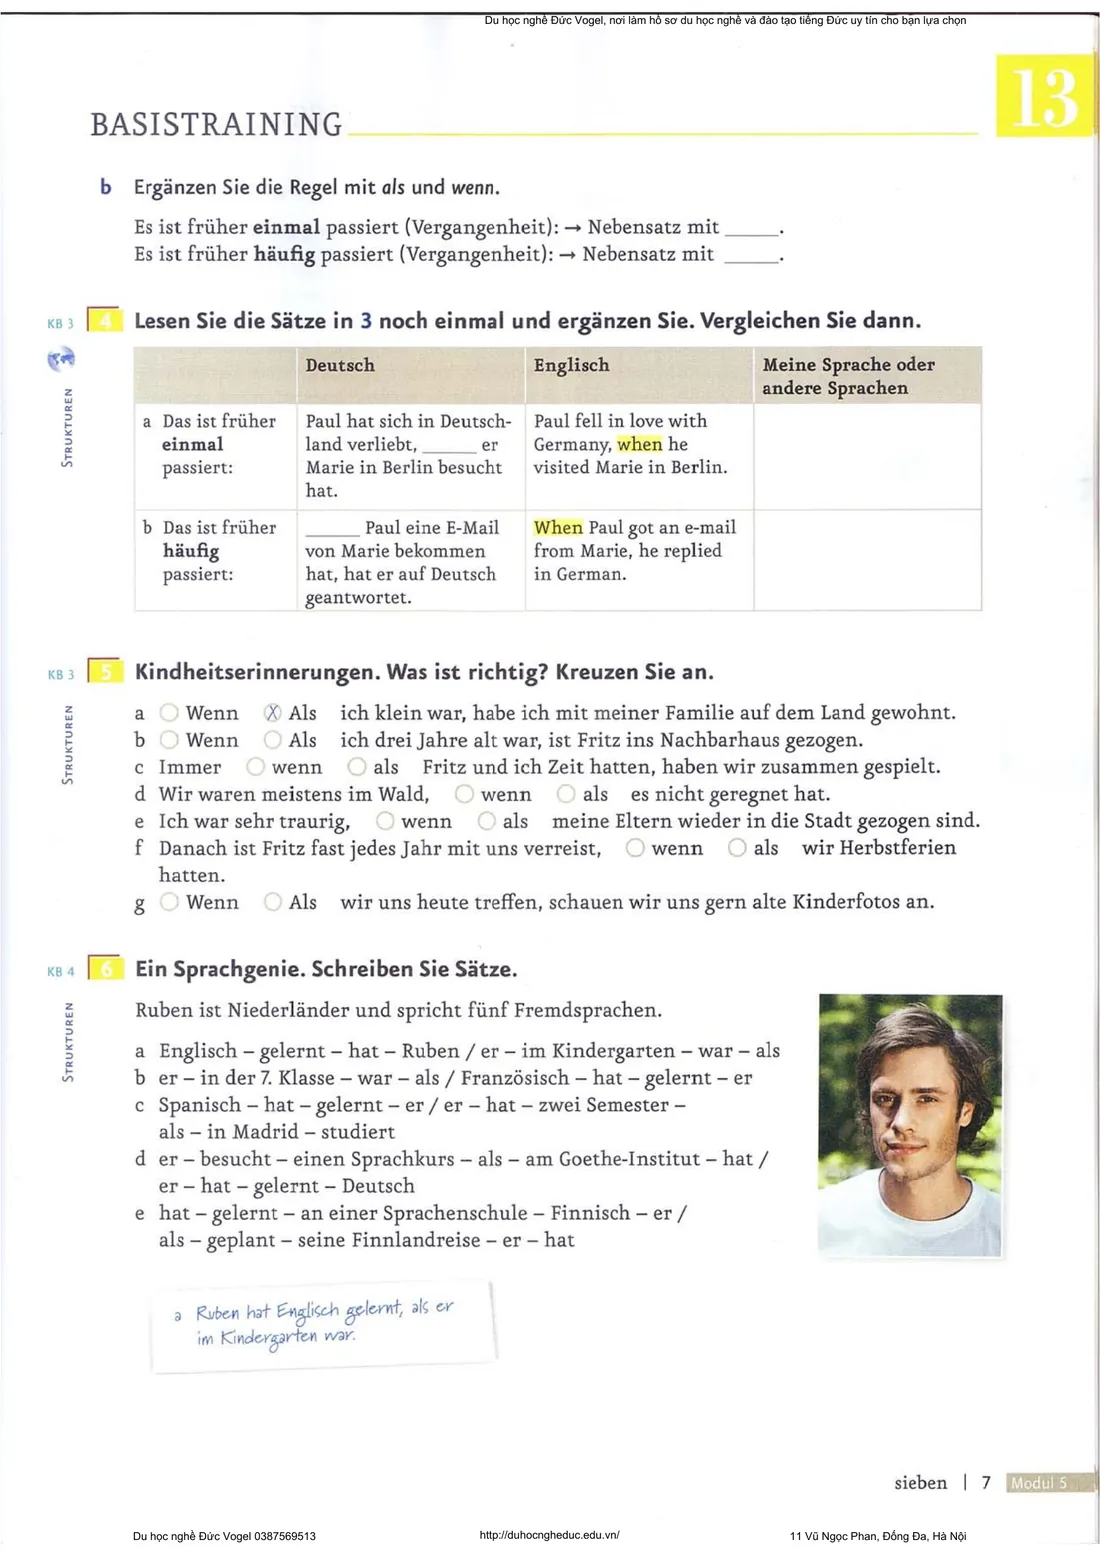 Du học nghề Đức Vogel, nơi làm hồ sơ du học nghề và đào tạo tiếng Đức uy tín cho bạn lựa chọn
13
BASISTRAINING
b Ergänzen Sie die Regel mit als und wenn.
Es ist früher einmal passiert (Vergangenheit): → Nebensatz mit _____.
Es ist früher häufig passiert (Vergangenheit): → Nebensatz mit _____.
KB 3 4 Lesen Sie die Sätze in 3 noch einmal und ergänzen Sie. Vergleichen Sie dann.
STRUKTUREN
Deutsch
Englisch
Meine Sprache oder
andere Sprachen
a Das ist früher
einmal
passiert:
Paul hat sich in Deutsch-
land verliebt, _____ er
Marie in Berlin besucht
hat.
Paul fell in love with
Germany, when he
visited Marie in Berlin.
b Das ist früher
häufig
passiert:
_____ Paul eine E-Mail
von Marie bekommen
hat, hat er auf Deutsch
geantwortet.
When Paul got an e-mail
from Marie, he replied
in German.
KB 3 5 Kindheitserinnerungen. Was ist richtig? Kreuzen Sie an.
STRUKTUREN
a ○ Wenn ⊗ Als ich klein war, habe ich mit meiner Familie auf dem Land gewohnt.
b ○ Wenn ○ Als ich drei Jahre alt war, ist Fritz ins Nachbarhaus gezogen.
c Immer ○ wenn ○ als Fritz und ich Zeit hatten, haben wir zusammen gespielt.
d Wir waren meistens im Wald, ○ wenn ○ als es nicht geregnet hat.
e Ich war sehr traurig, ○ wenn ○ als meine Eltern wieder in die Stadt gezogen sind.
f Danach ist Fritz fast jedes Jahr mit uns verreist, ○ wenn ○ als wir Herbstferien
hatten.
g ○ Wenn ○ Als wir uns heute treffen, schauen wir uns gern alte Kinderfotos an.
KB 4 6 Ein Sprachgenie. Schreiben Sie Sätze.
STRUKTUREN
Ruben ist Niederländer und spricht fünf Fremdsprachen.
a Englisch – gelernt – hat – Ruben / er – im Kindergarten – war – als
b er – in der 7. Klasse – war – als / Französisch – hat – gelernt – er
c Spanisch – hat – gelernt – er / er – hat – zwei Semester –
als – in Madrid – studiert
d er – besucht – einen Sprachkurs – als – am Goethe-Institut – hat /
er – hat – gelernt – Deutsch
e hat – gelernt – an einer Sprachenschule – Finnisch – er /
als – geplant – seine Finnlandreise – er – hat
a Ruben hat Englisch gelernt, als er
im Kindergarten war.
sieben | 7 Modul 5
Du học nghề Đức Vogel 0387569513
http://duhocngheduc.edu.vn/
11 Vũ Ngọc Phan, Đống Đa, Hà Nội